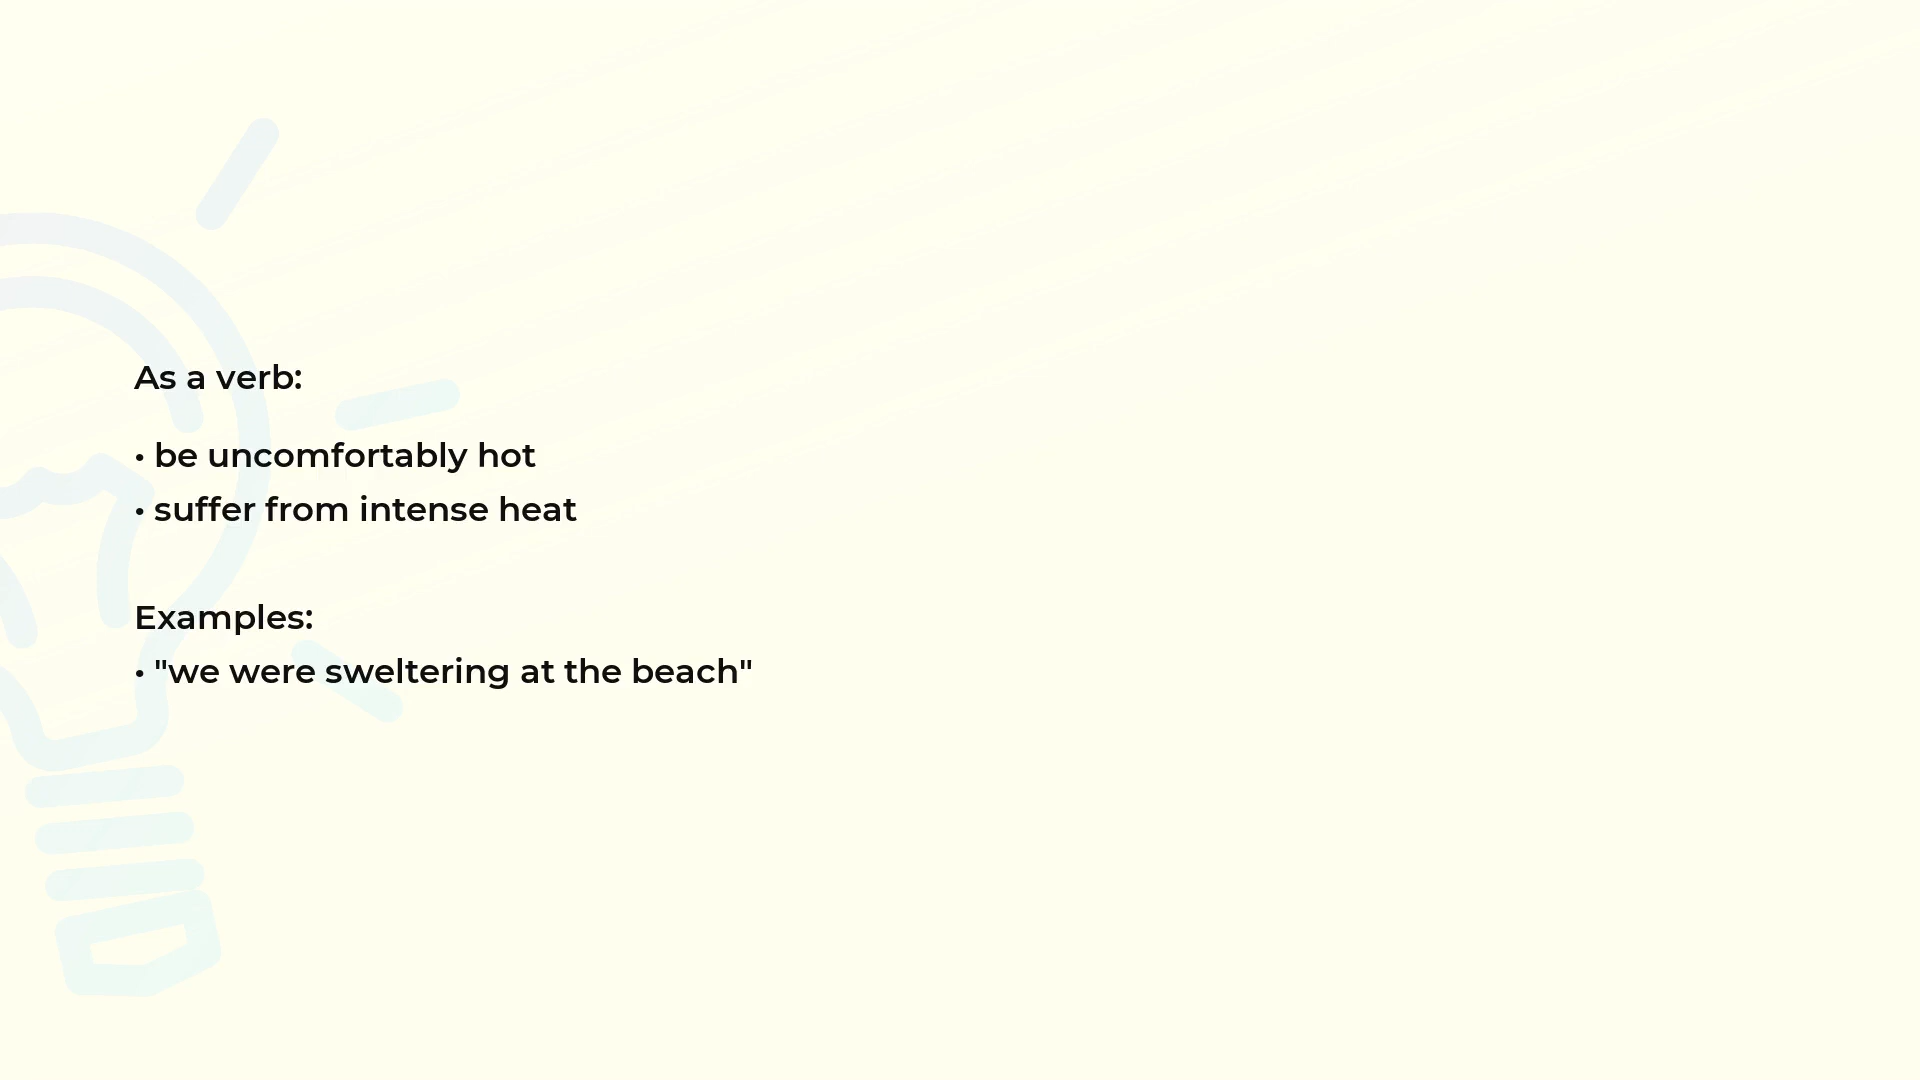 As a verb:
• be uncomfortably hot
• suffer from intense heat
Examples:
• "we were sweltering at the beach"